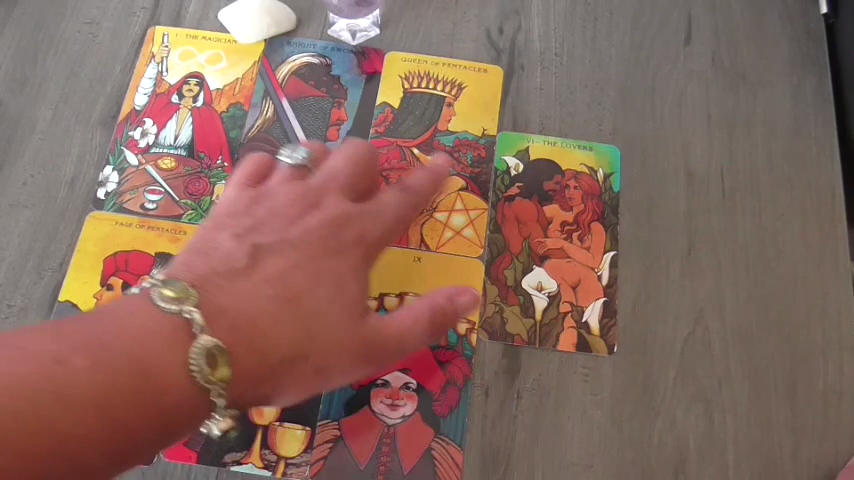 I - THE MAGICIAN
KNIGHT OF SWORDS
QUEEN OF PENTACLES
VI - THE LOVERS
PAGE OF PENTACLES
IX